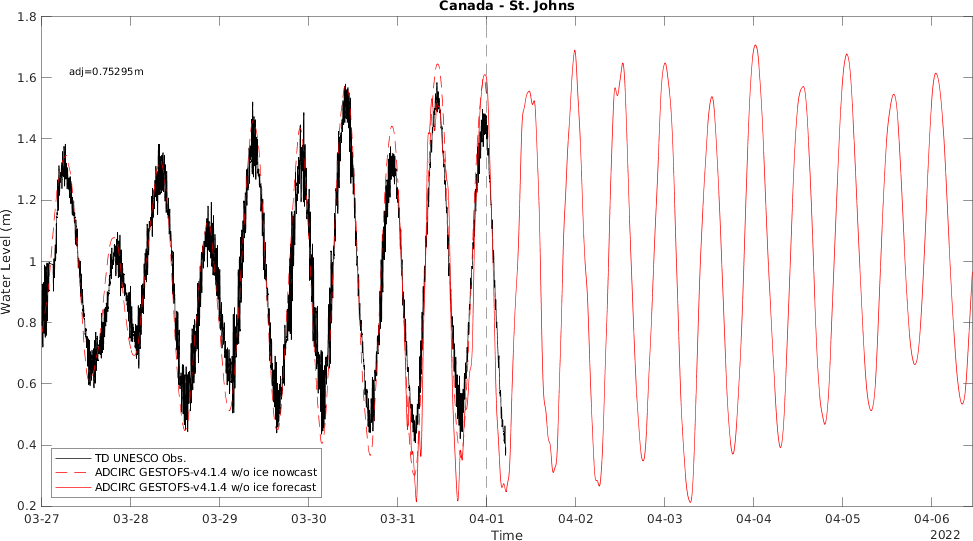 Canada - St. Johns
adj=0.75295m
Water Level (m)
1.8
1.6
1.4
1.2
1
0.8
0.6
0.4
0.2
TD UNESCO Obs.
ADCIRC GESTOFS-v4.1.4 w/o ice nowcast
ADCIRC GESTOFS-v4.1.4 w/o ice forecast
03-27 03-28 03-29 03-30 03-31 04-01 04-02 04-03 04-04 04-05 04-06
Time
2022